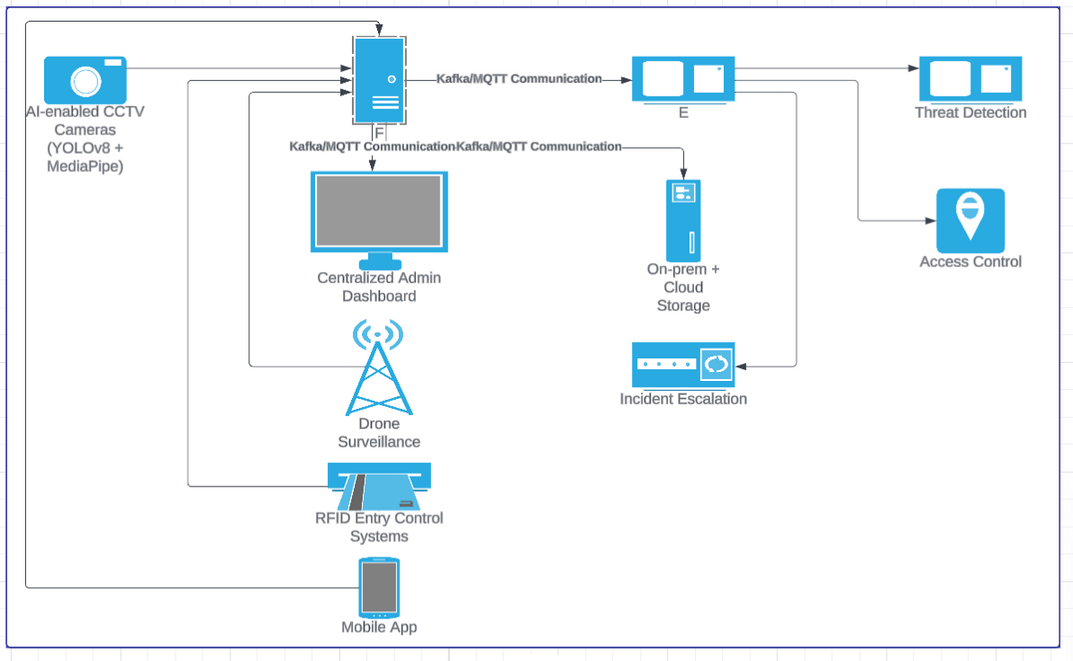 AI-enabled CCTV
Cameras
(YOLOv8 +
MediaPipe)
F
Kafka/MQTT Communication
E
Threat Detection
Kafka/MQTT Communication
Kafka/MQTT Communication
Centralized Admin
Dashboard
On-prem +
Cloud
Storage
Access Control
Drone
Surveillance
Incident Escalation
RFID Entry Control
Systems
Mobile App